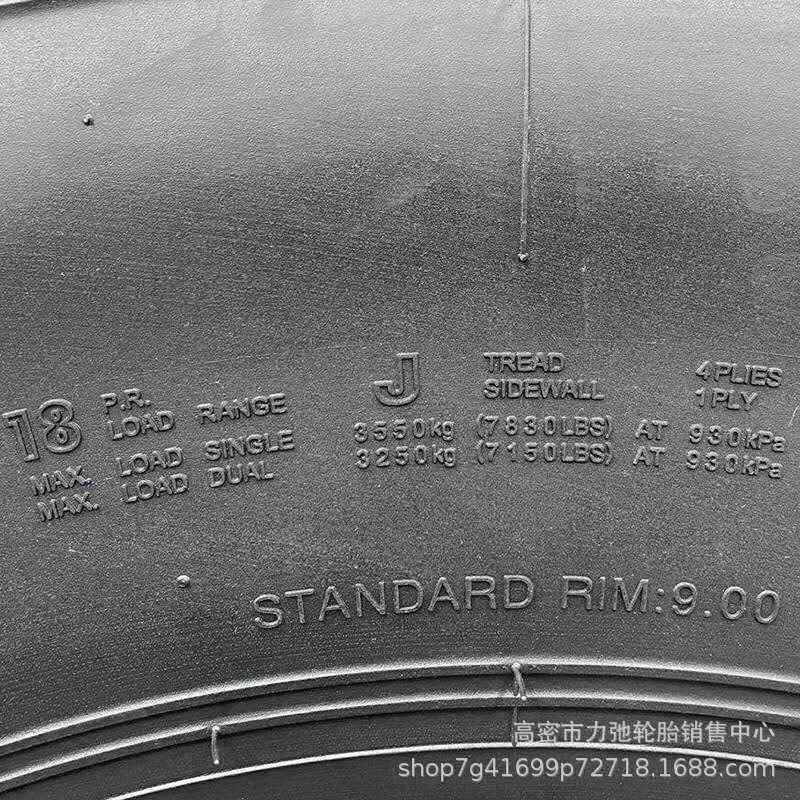 18 P.R. LOAD RANGE J TREAD 4 PLIES
SIDEWALL 1 PLY
MAX. LOAD SINGLE 3550kg (7830LBS) AT 930kPa
MAX. LOAD DUAL 3250kg (7150LBS) AT 930kPa
STANDARD RIM:9.00
高密市力弛轮胎销售中心
shop7g41699p72718.1688.com